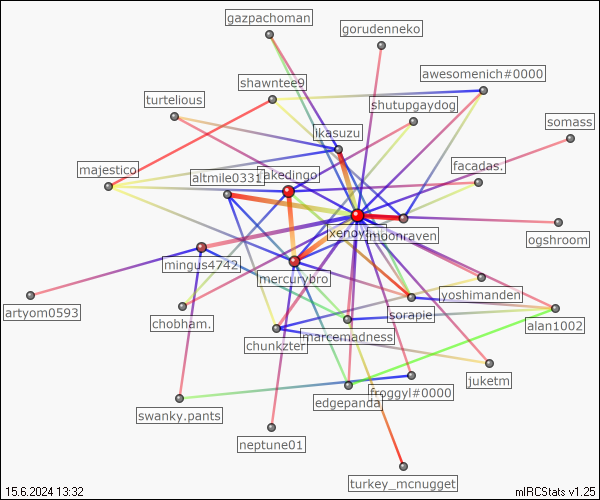 gazpachoman
gorudenneko
awesomenich#0000
shawntee9
turtelious
shutupgaydog
somass
ikasuzu
majestico
altmile0331
akedingo
facadas.
xenoy
moonraven
ogshroom
mingus4742
mercurybro
artyom0593
chobham.
yoshimanden
sorapie
alan1002
marcemadness
chunkzter
juketm
froggyl#0000
edgepanda
swanky.pants
neptune01
turkey_mcnugget
15.6.2024 13:32
mIRCStats v1.25